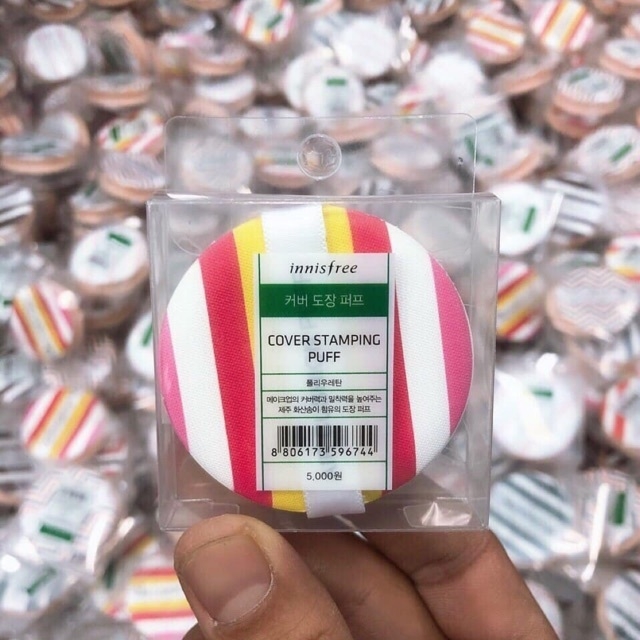 innisfree
커버 도장 퍼프
COVER STAMPING
PUFF
폴리우레탄
메이크업의 커버력과 밀착력을 높여주는
제주 화산송이 함유의 도장 퍼프
8 806173 596744
5,000원